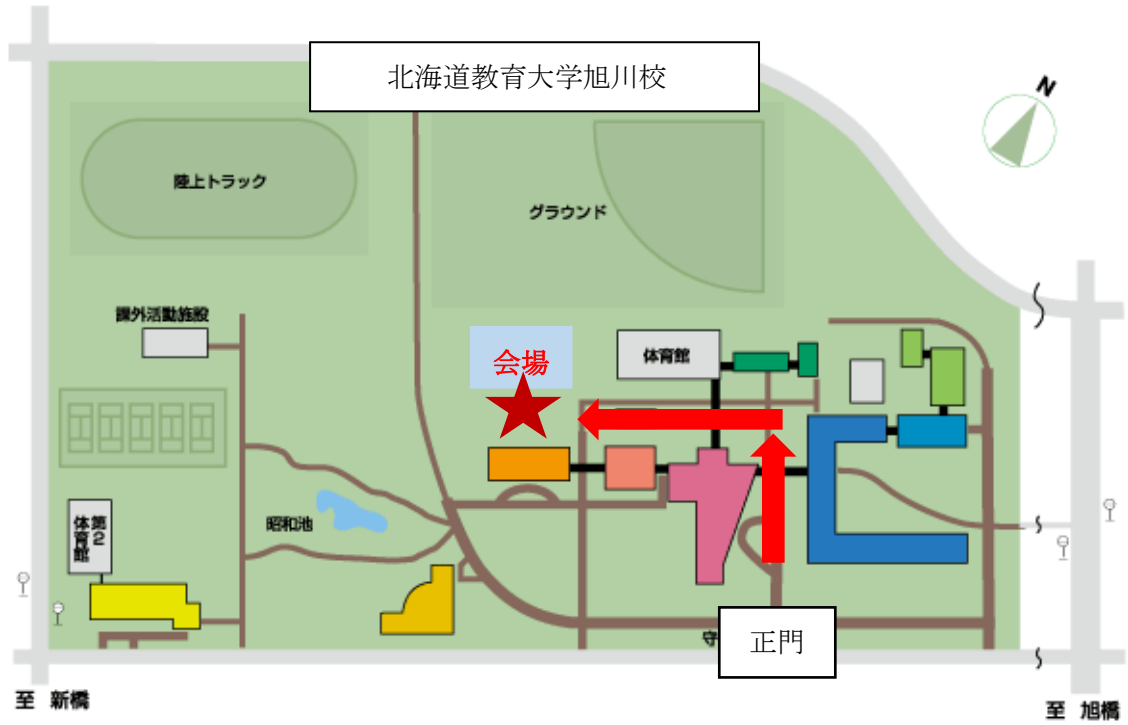 北海道教育大学旭川校
N
陸上トラック
グラウンド
課外活動施設
会場
体育館
昭和池
第2
体育館
守
正門
至 新橋
至 旭橋